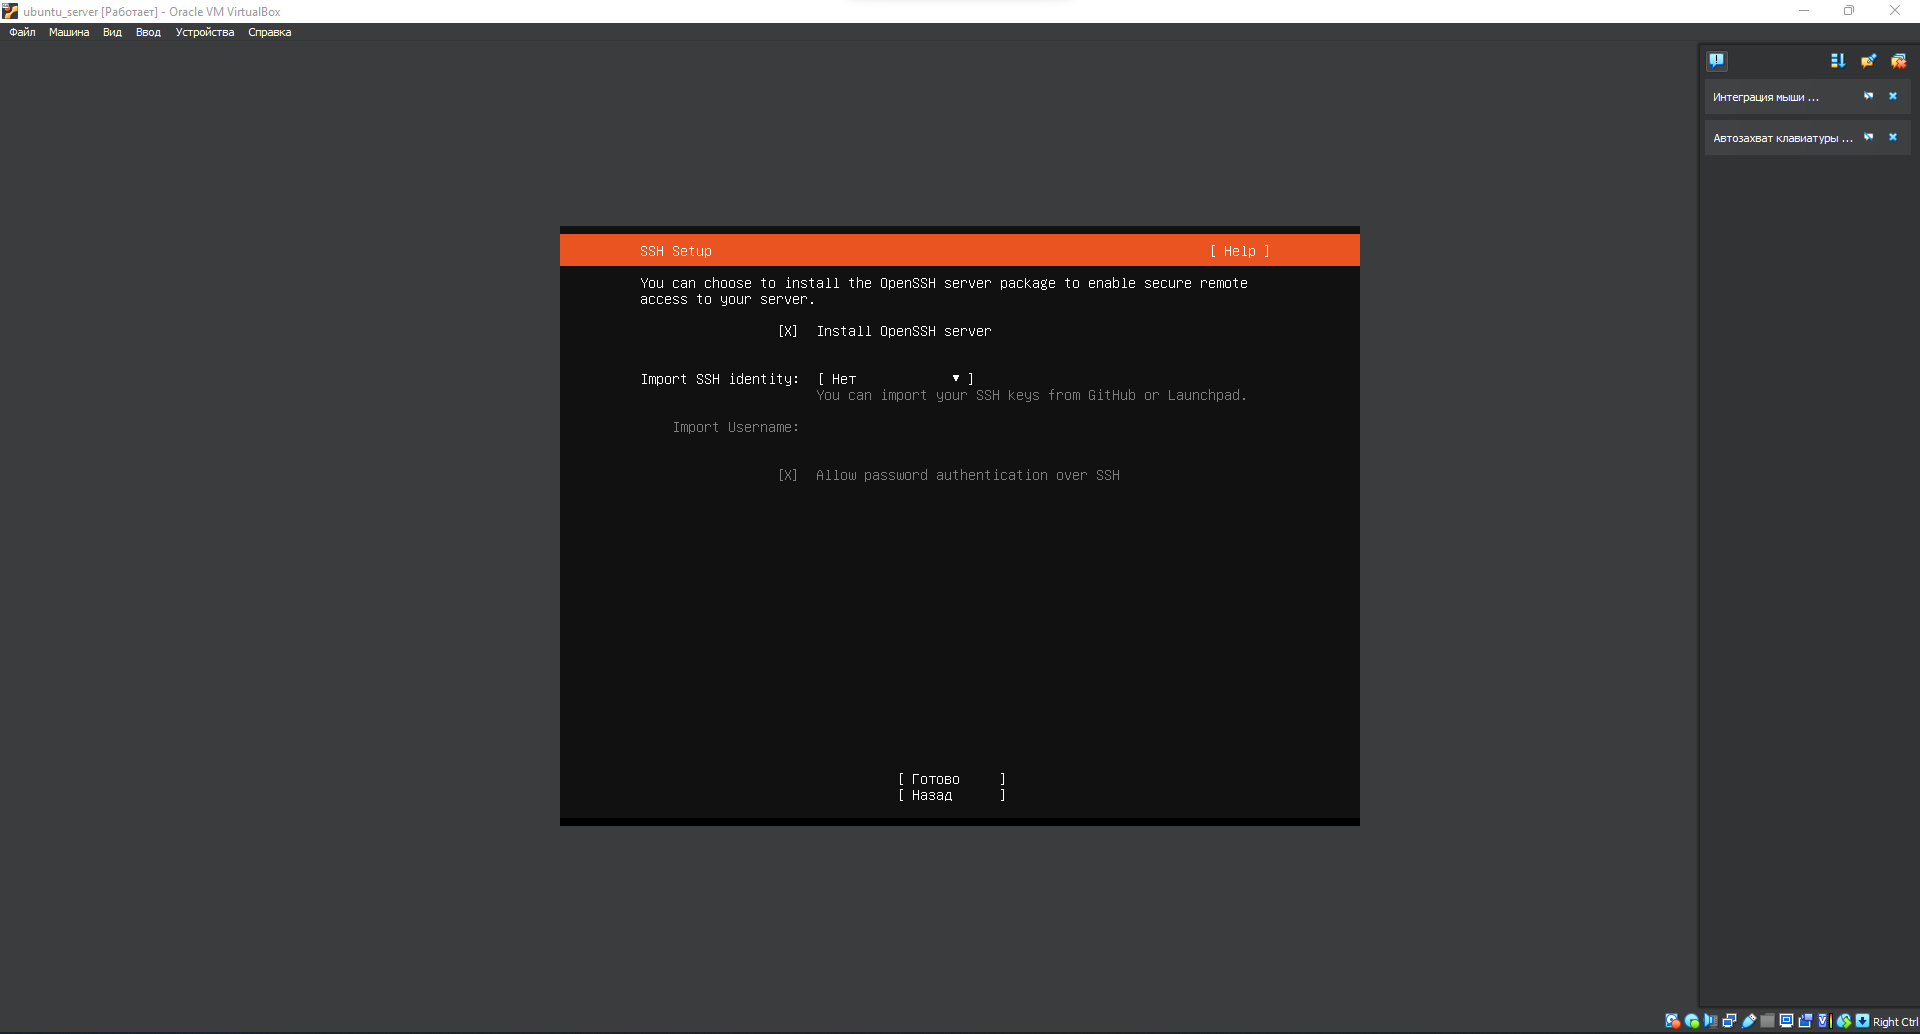 ubuntu_server [Работает] - Oracle VM VirtualBox
Файл Машина Вид Ввод Устройства Справка
Интеграция мыши ...
Автозахват клавиатуры ...
SSH Setup [ Help ]
You can choose to install the OpenSSH server package to enable secure remote
access to your server.
[X] Install OpenSSH server
Import SSH identity: [ Нет ▼ ]
You can import your SSH keys from GitHub or Launchpad.
Import Username:
[X] Allow password authentication over SSH
[ Готово ]
[ Назад ]
Right Ctrl